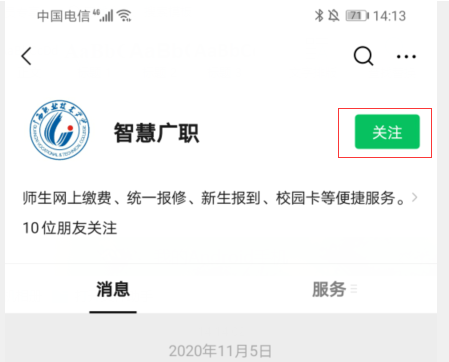 中国电信 71 14:13
智慧广职
关注
师生网上缴费、统一报修、新生报到、校园卡等便捷服务。
10位朋友关注
消息 服务
2020年11月5日